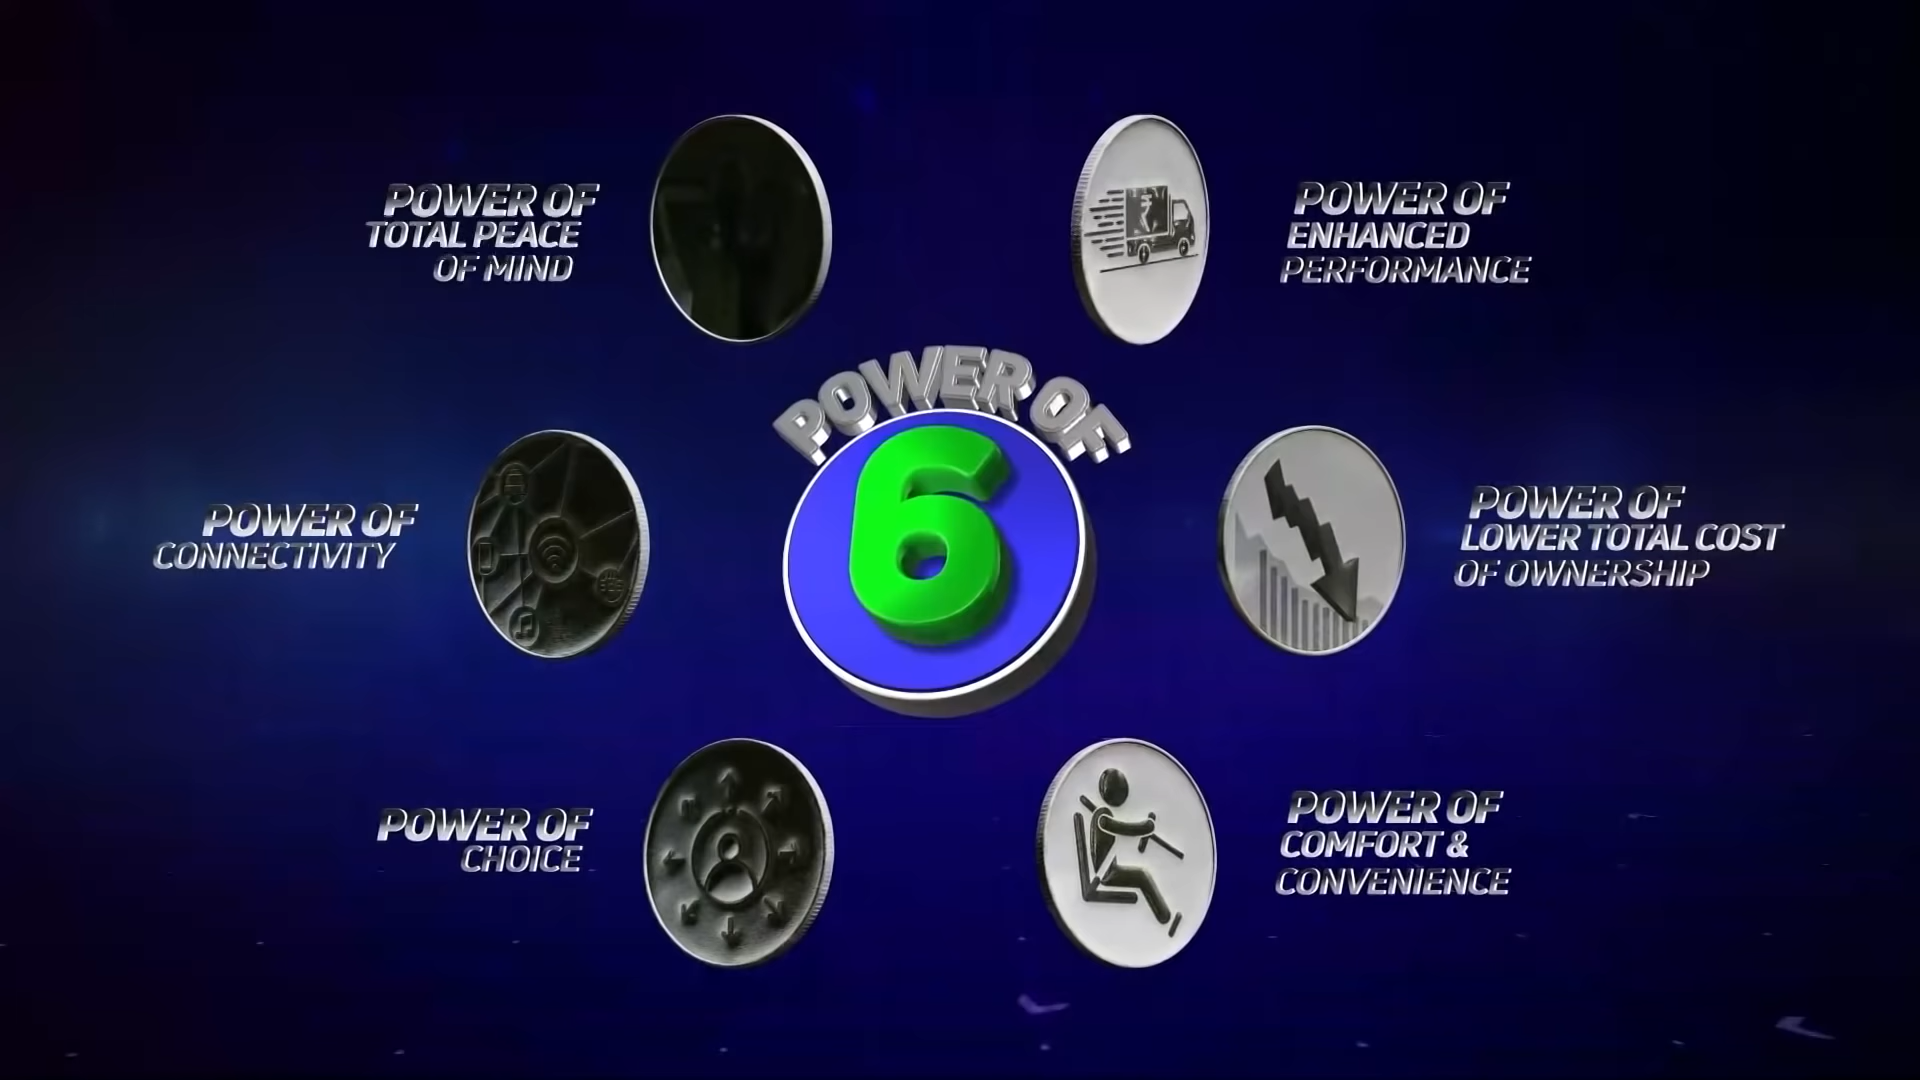 POWER OF
TOTAL PEACE
OF MIND
POWER OF
ENHANCED
PERFORMANCE
POWER OF
6
POWER OF
CONNECTIVITY
POWER OF
LOWER TOTAL COST
OF OWNERSHIP
POWER OF
CHOICE
POWER OF
COMFORT &
CONVENIENCE